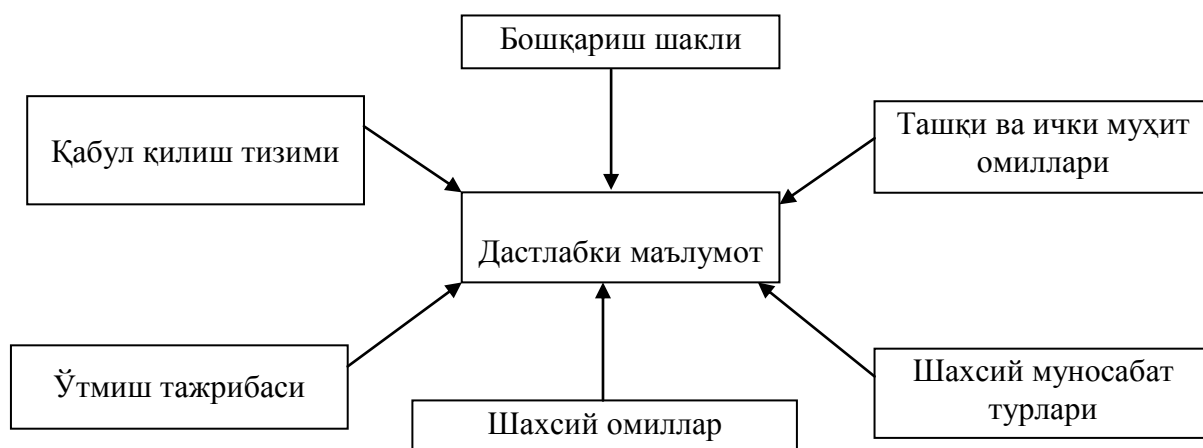 Бошқариш шакли
Қабул қилиш тизими
Ташқи ва ички муҳит
омиллари
Дастлабки маълумот
Ўтмиш тажрибаси
Шахсий омиллар
Шахсий муносабат
турлари